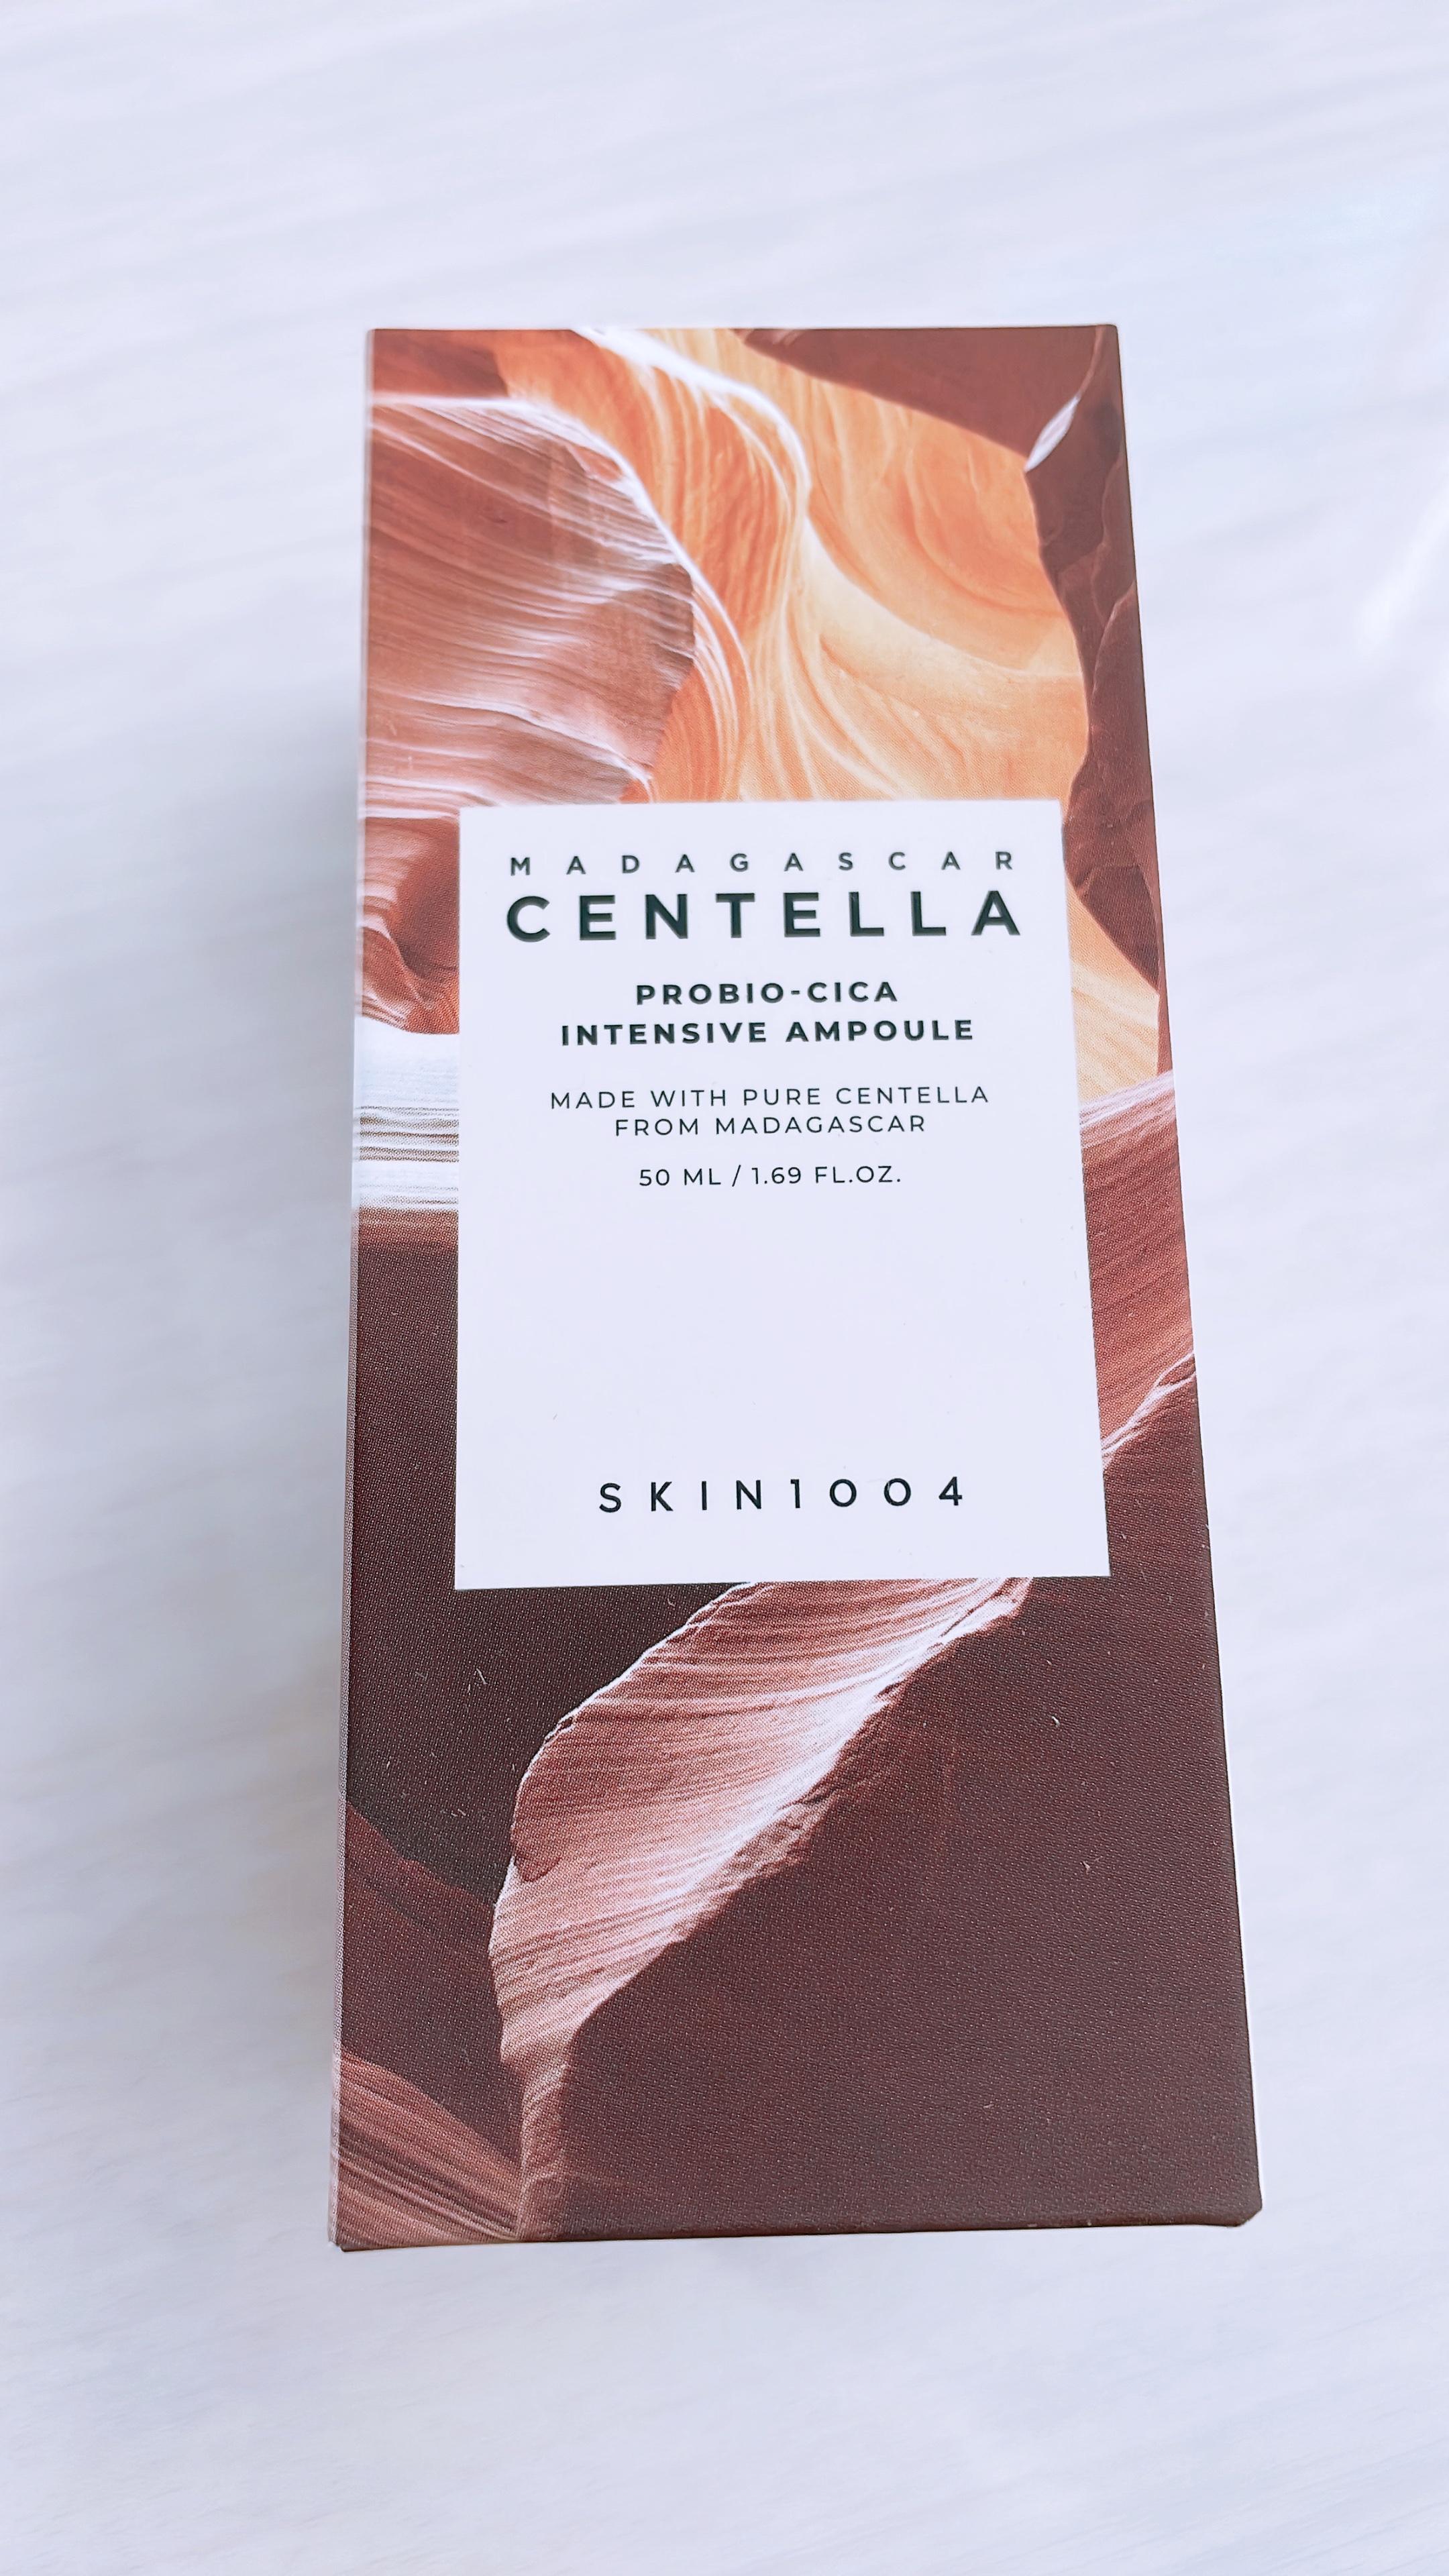 MADAGASCAR
CENTELLA
PROBIO-CICA
INTENSIVE AMPOULE
MADE WITH PURE CENTELLA
FROM MADAGASCAR
50 ML / 1.69 FL.OZ.
SKIN1004